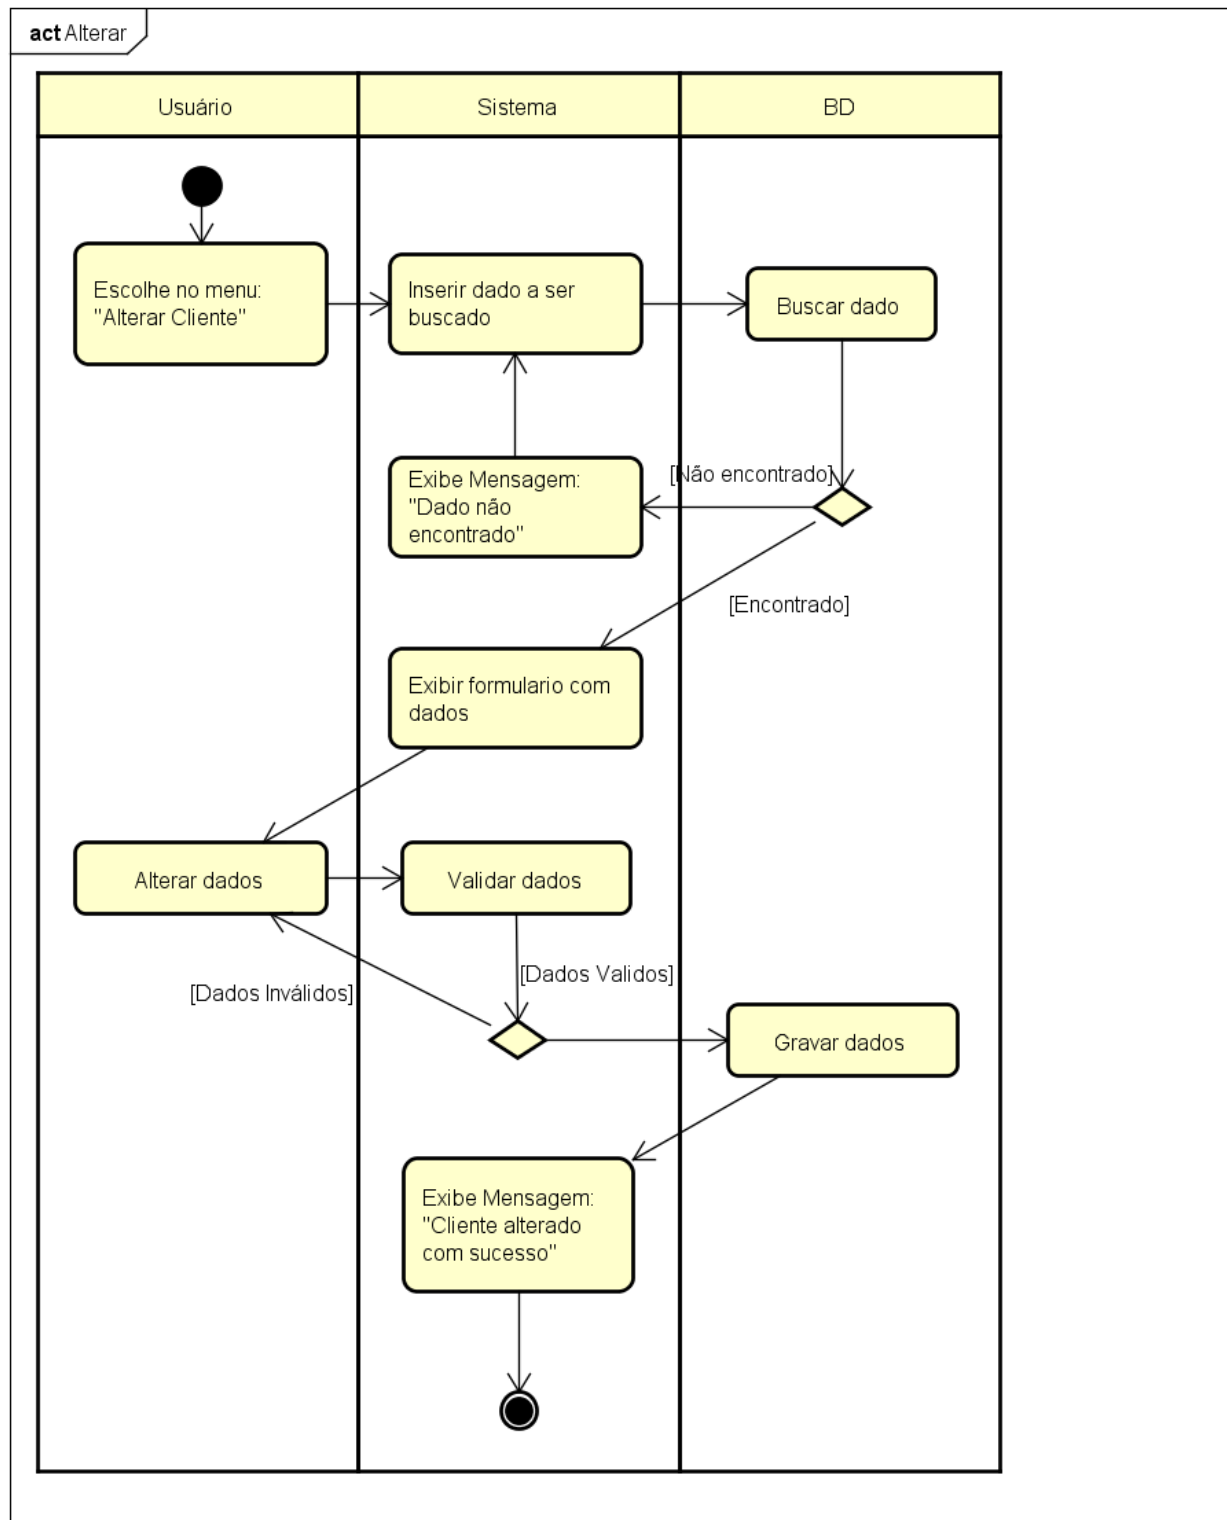 act Alterar
Usuário
Sistema
BD
Escolhe no menu:
"Alterar Cliente"
Inserir dado a ser
buscado
Buscar dado
[Não encontrado]
Exibe Mensagem:
"Dado não
encontrado"
[Encontrado]
Exibir formulario com
dados
Alterar dados
Validar dados
[Dados Inválidos]
[Dados Validos]
Gravar dados
Exibe Mensagem:
"Cliente alterado
com sucesso"